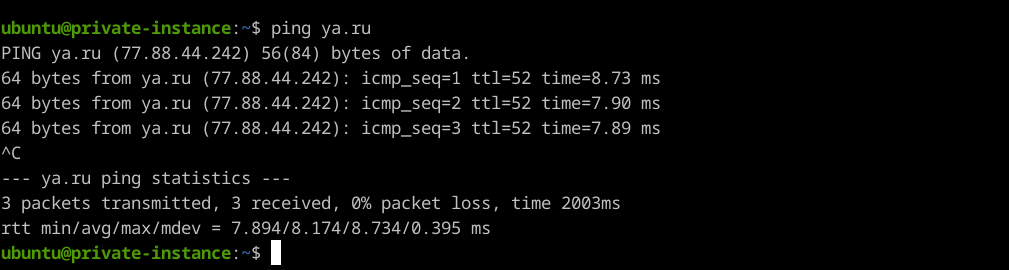 ubuntu@private-instance:~$ ping ya.ru
PING ya.ru (77.88.44.242) 56(84) bytes of data.
64 bytes from ya.ru (77.88.44.242): icmp_seq=1 ttl=52 time=8.73 ms
64 bytes from ya.ru (77.88.44.242): icmp_seq=2 ttl=52 time=7.90 ms
64 bytes from ya.ru (77.88.44.242): icmp_seq=3 ttl=52 time=7.89 ms
^C
--- ya.ru ping statistics ---
3 packets transmitted, 3 received, 0% packet loss, time 2003ms
rtt min/avg/max/mdev = 7.894/8.174/8.734/0.395 ms
ubuntu@private-instance:~$